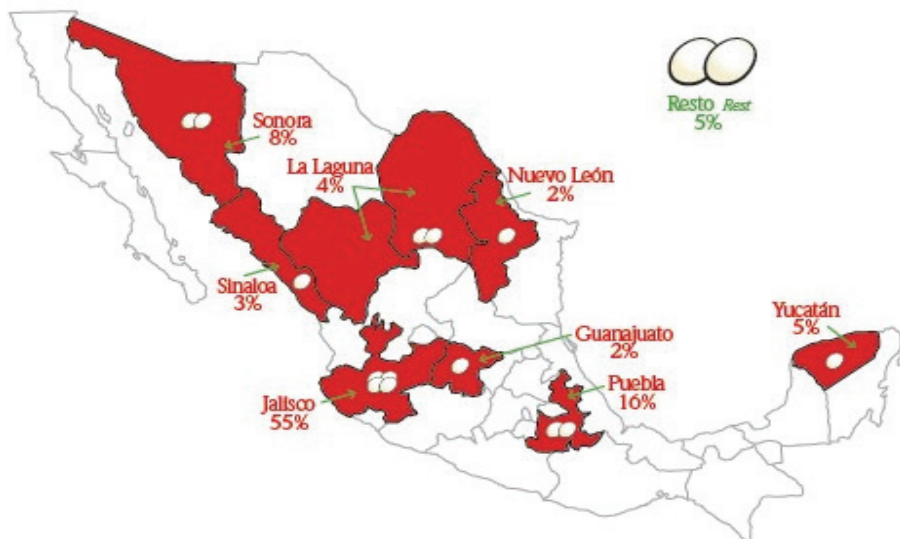 Resto Rest
5%
Sonora
8%
La Laguna
4%
Nuevo León
2%
Sinaloa
3%
Yucatán
5%
Guanajuato
2%
Jalisco
55%
Puebla
16%